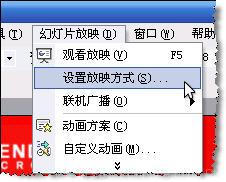 幻灯片放映(D) 窗口(W) 帮
观看放映(V) F5
设置放映方式(S)...
联机广播(O)
动画方案(C)
自定义动画(M)...